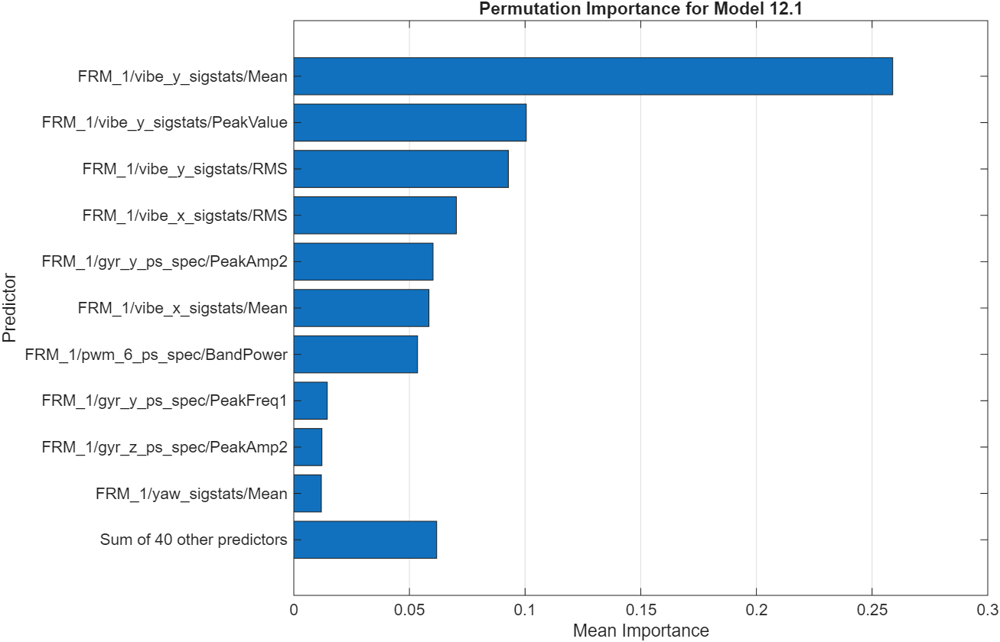 Permutation Importance for Model 12.1
FRM_1/vibe_y_sigstats/Mean
FRM_1/vibe_y_sigstats/PeakValue
FRM_1/vibe_y_sigstats/RMS
FRM_1/vibe_x_sigstats/RMS
FRM_1/gyr_y_ps_spec/PeakAmp2
FRM_1/vibe_x_sigstats/Mean
FRM_1/pwm_6_ps_spec/BandPower
FRM_1/gyr_y_ps_spec/PeakFreq1
FRM_1/gyr_z_ps_spec/PeakAmp2
FRM_1/yaw_sigstats/Mean
Sum of 40 other predictors
Predictor
0 0.05 0.1 0.15 0.2 0.25 0.3
Mean Importance